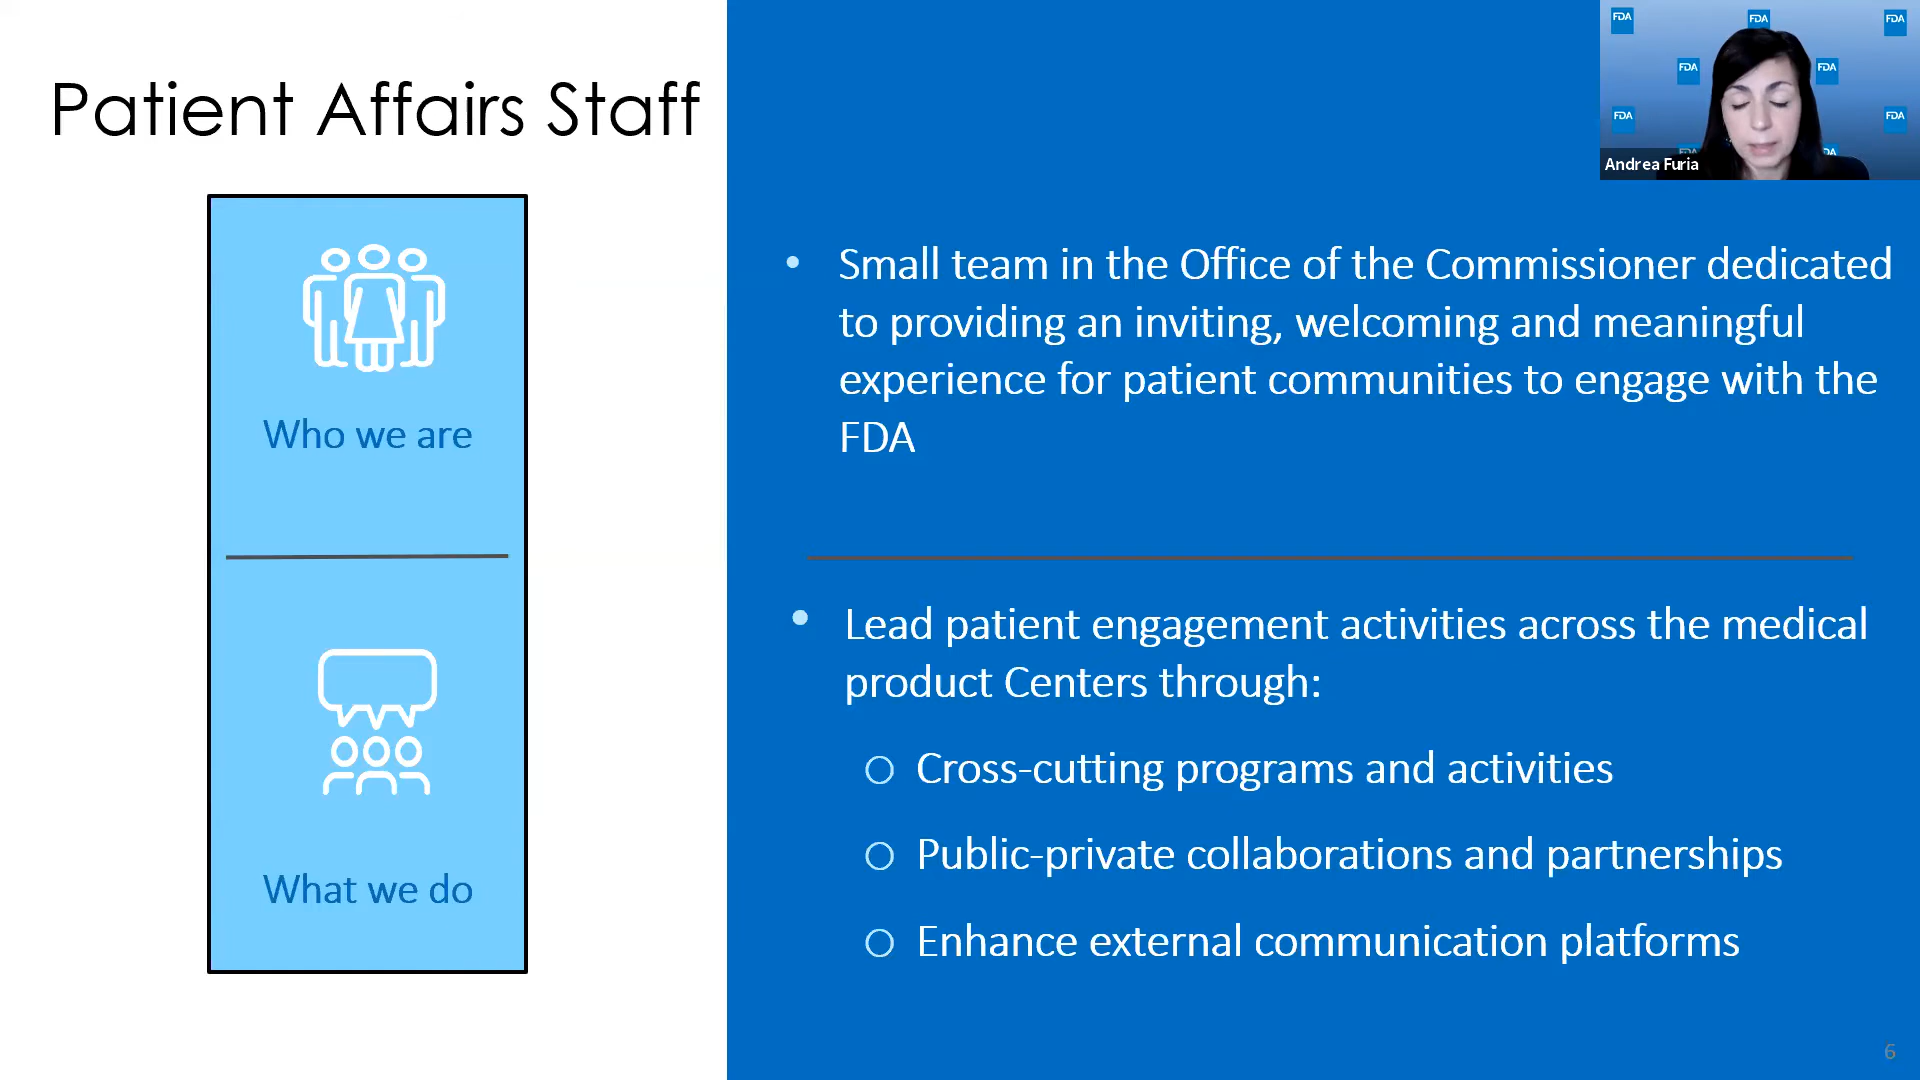 Patient Affairs Staff
Who we are
What we do
FDA
FDA
FDA
FDA
FDA
FDA
FDA
FDA
FDA
Andrea Furia
• Small team in the Office of the Commissioner dedicated
to providing an inviting, welcoming and meaningful
experience for patient communities to engage with the
FDA
• Lead patient engagement activities across the medical
product Centers through:
○ Cross-cutting programs and activities
○ Public-private collaborations and partnerships
○ Enhance external communication platforms
6